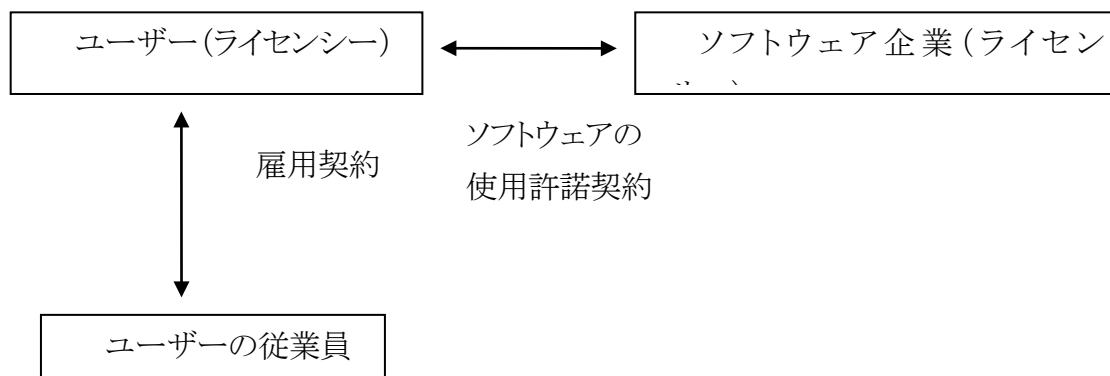 ユーザー(ライセンシー)
ソフトウェア企業(ライセン
雇用契約
ソフトウェアの
使用許諾契約
ユーザーの従業員